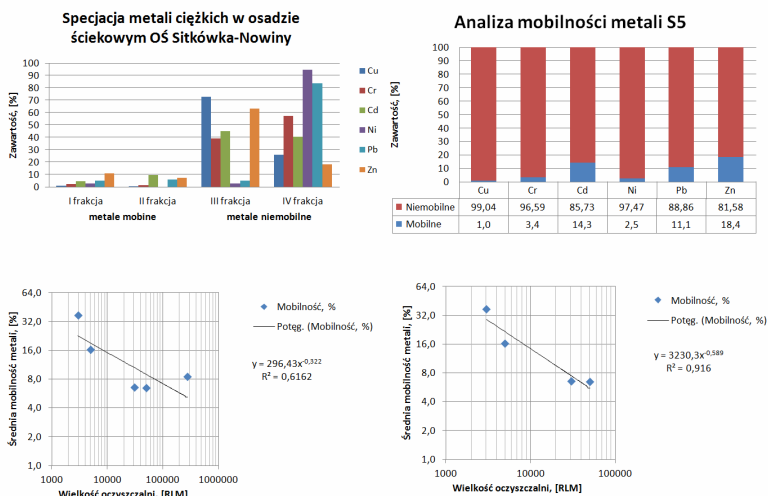 Specjacja metali ciężkich w osadzie
ściekowym OŚ Sitkówka-Nowiny
Zawartość, [%]
100
90
80
70
60
50
40
30
20
10
0
I frakcja II frakcja III frakcja IV frakcja
metale mobine metale niemobilne
Cu
Cr
Cd
Ni
Pb
Zn
Analiza mobilności metali S5
Zawartość, [%]
100
90
80
70
60
50
40
30
20
10
0
Cu Cr Cd Ni Pb Zn
Niemobilne 99,04 96,59 85,73 97,47 88,86 81,58
Mobilne 1,0 3,4 14,3 2,5 11,1 18,4
Średnia mobilność metali, [%]
64,0
32,0
16,0
8,0
4,0
2,0
1,0
1000 10000 100000 1000000
Wielkość oczyszczalni, [RLM]
Mobilność, %
Potęg. (Mobilność, %)
y = 296,43x-0,322
R² = 0,6162
Średnia mobilność metali, [%]
64,0
32,0
16,0
8,0
4,0
2,0
1,0
1000 10000 100000
Wielkość oczyszczalni, [RLM]
Mobilność, %
Potęg. (Mobilność, %)
y = 3230,3x-0,589
R² = 0,916